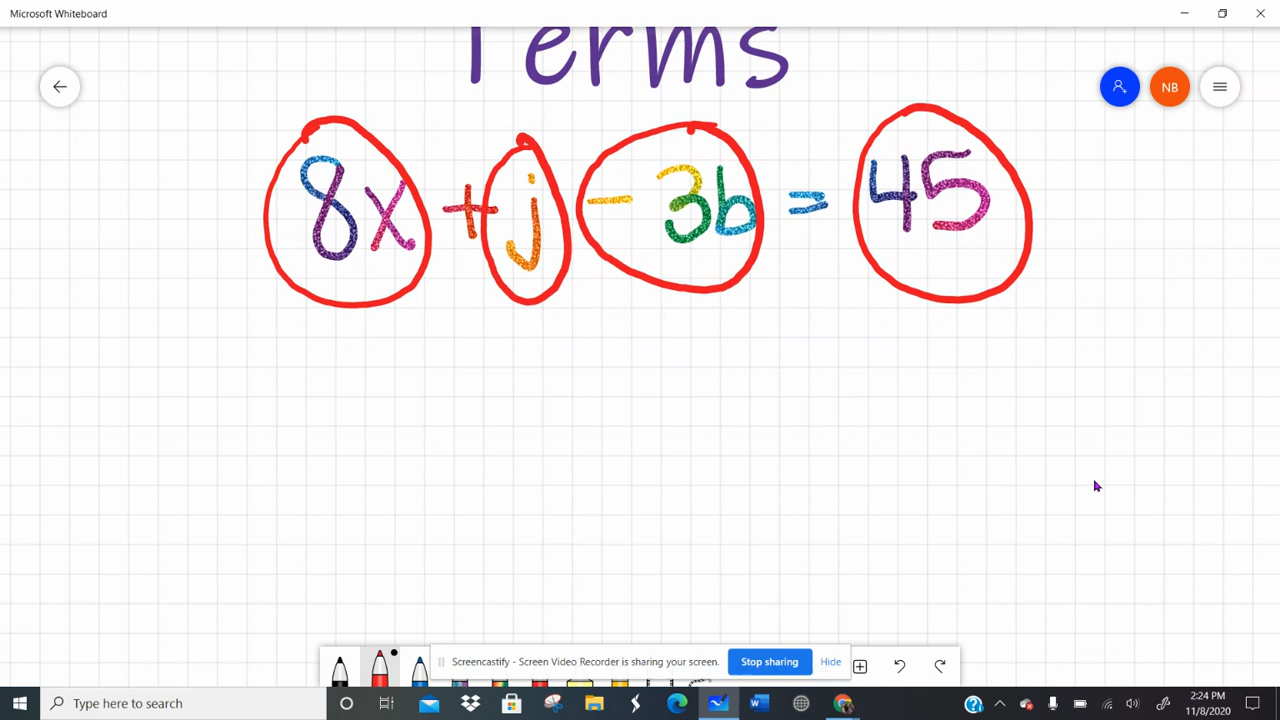 Microsoft Whiteboard
Terms
NB
8x + j - 3b = 45
Screencastify - Screen Video Recorder is sharing your screen. Stop sharing Hide
Type here to search
2:24 PM
11/8/2020